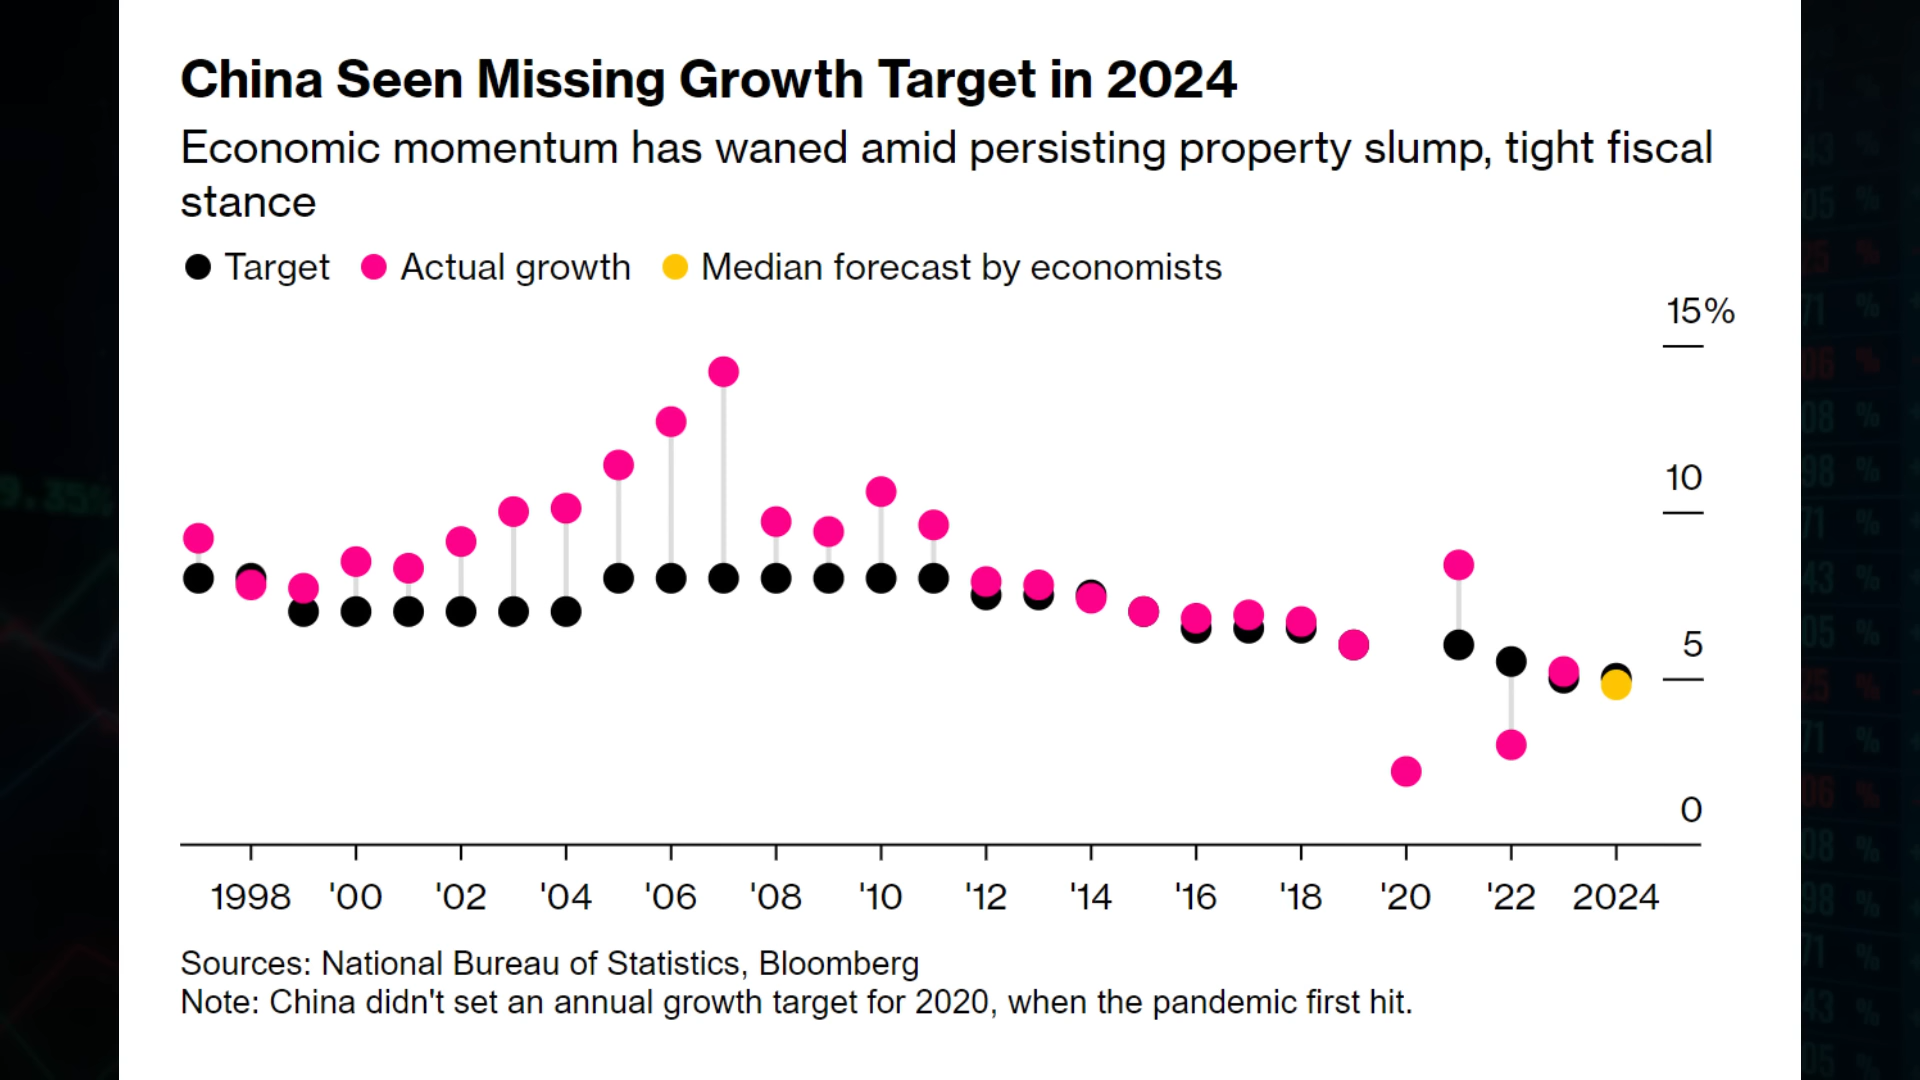 China Seen Missing Growth Target in 2024
Economic momentum has waned amid persisting property slump, tight fiscal
stance
Target Actual growth Median forecast by economists
15%
10
5
0
1998 '00 '02 '04 '06 '08 '10 '12 '14 '16 '18 '20 '22 2024
Sources: National Bureau of Statistics, Bloomberg
Note: China didn't set an annual growth target for 2020, when the pandemic first hit.
9.35%